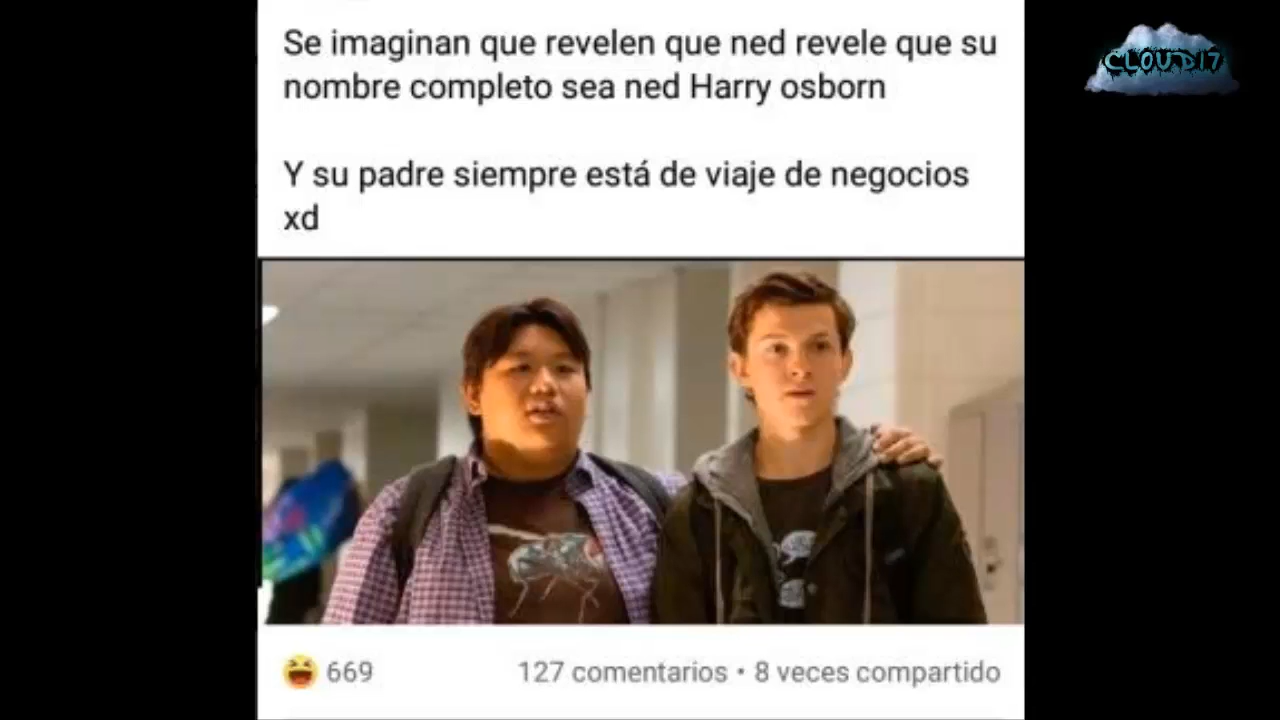 Se imaginan que revelen que ned revele que su
nombre completo sea ned Harry osborn
Y su padre siempre está de viaje de negocios
xd
669
127 comentarios • 8 veces compartido
CLOUD17